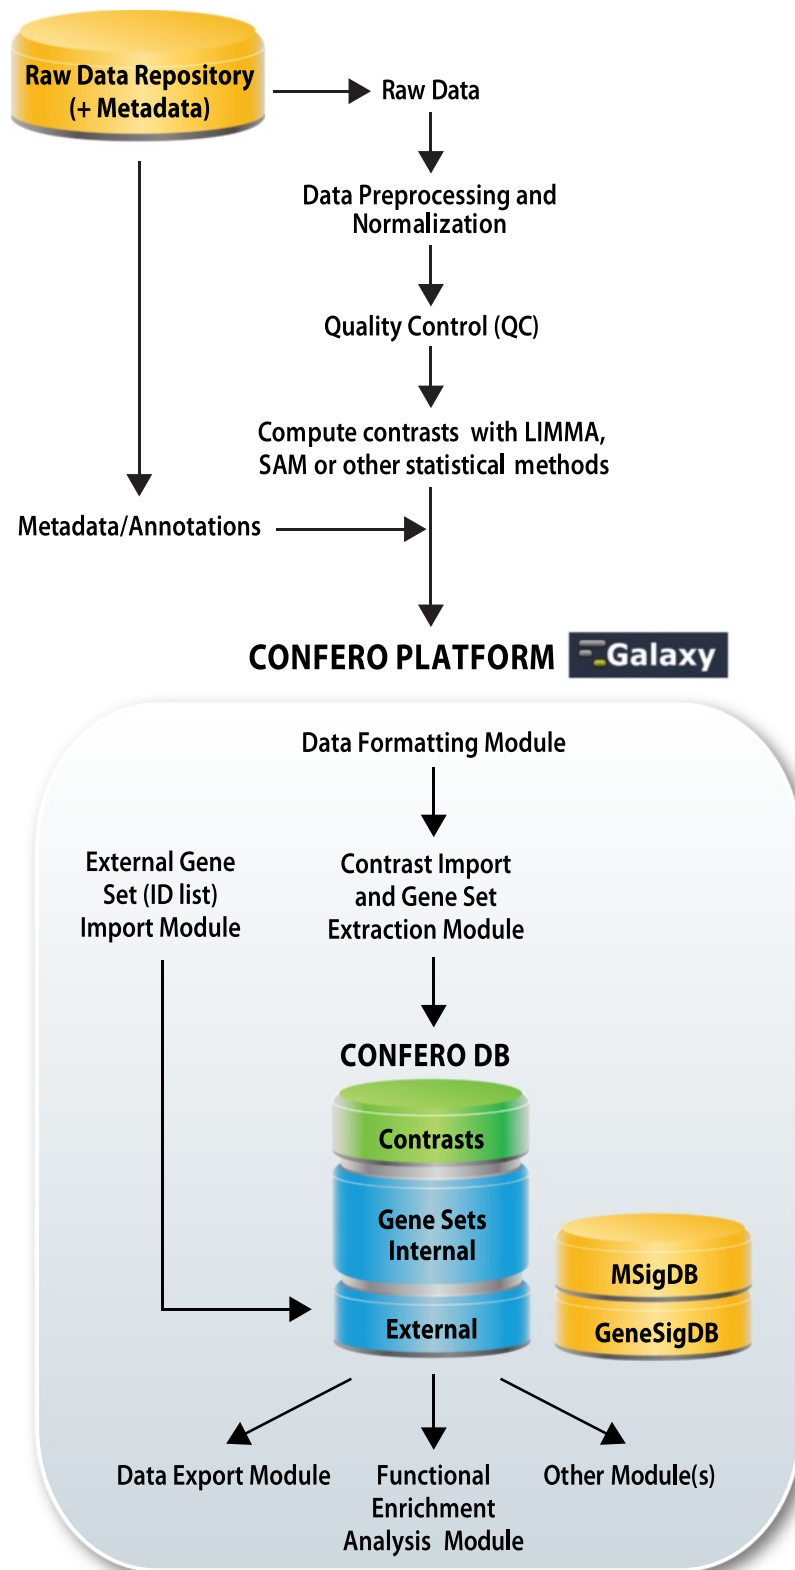 Raw Data Repository
(+ Metadata)
Raw Data
Data Preprocessing and
Normalization
Quality Control (QC)
Compute contrasts with LIMMA,
SAM or other statistical methods
Metadata/Annotations
CONFERO PLATFORM
Galaxy
Data Formatting Module
External Gene
Set (ID list)
Import Module
Contrast Import
and Gene Set
Extraction Module
CONFERO DB
Contrasts
Gene Sets
Internal
External
MSigDB
GeneSigDB
Data Export Module
Functional
Enrichment
Analysis Module
Other Module(s)